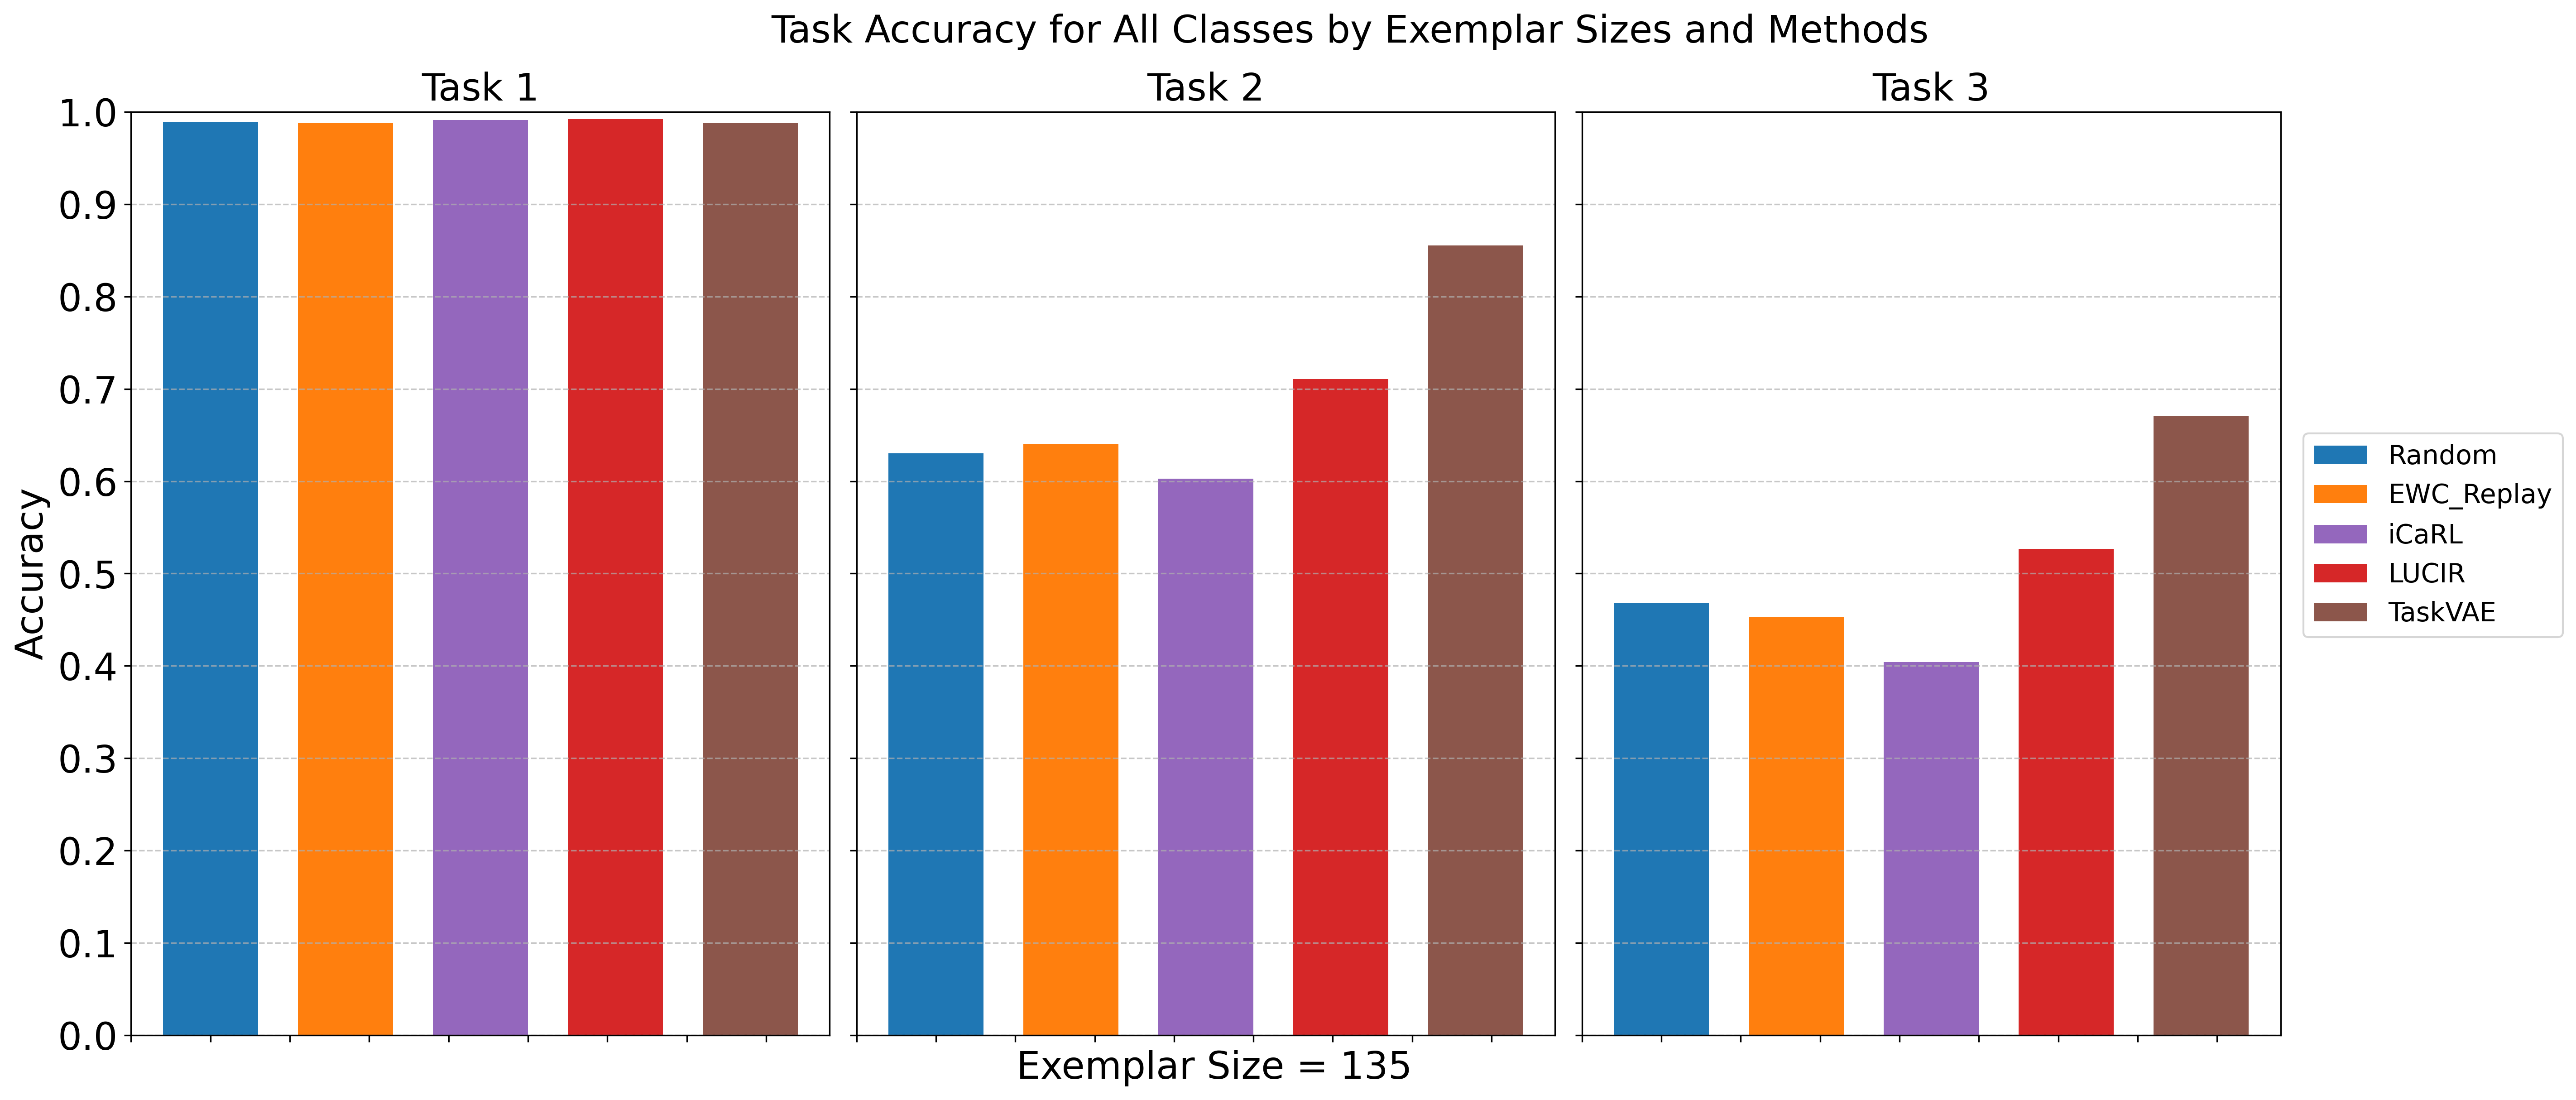 Task Accuracy for All Classes by Exemplar Sizes and Methods
Task 1
Task 2
Task 3
Accuracy
1.0
0.9
0.8
0.7
0.6
0.5
0.4
0.3
0.2
0.1
0.0
Exemplar Size = 135
Random
EWC_Replay
iCaRL
LUCIR
TaskVAE